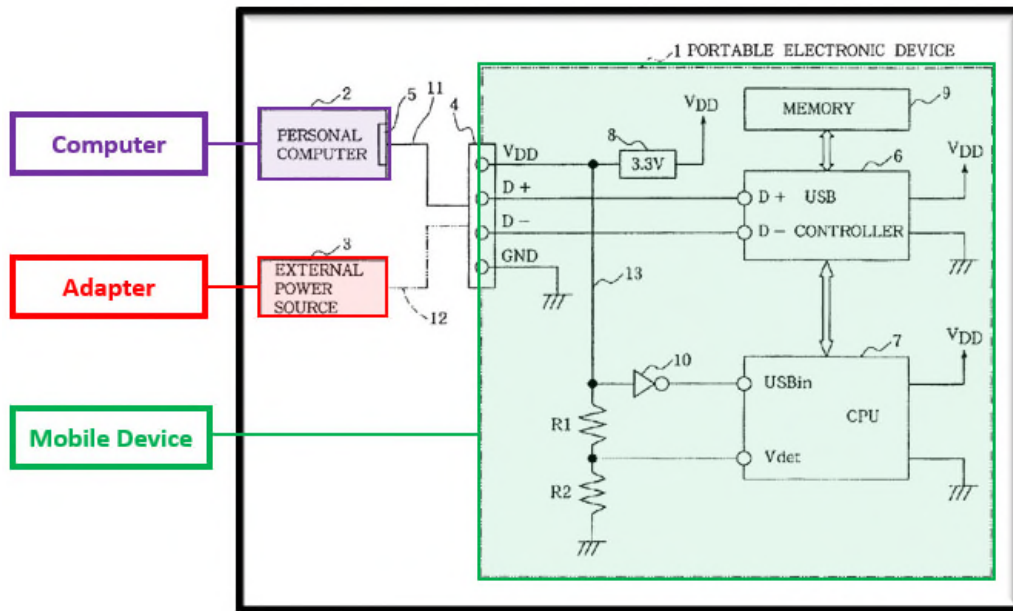 Computer
Adapter
Mobile Device
1 PORTABLE ELECTRONIC DEVICE
2
5
11
4
PERSONAL
COMPUTER
3
EXTERNAL
POWER
SOURCE
12
VDD
D+
D-
GND
8
3.3V
VDD
MEMORY
9
6
VDD
D+ USB
D- CONTROLLER
13
10
7
VDD
USBin
CPU
Vdet
R1
R2